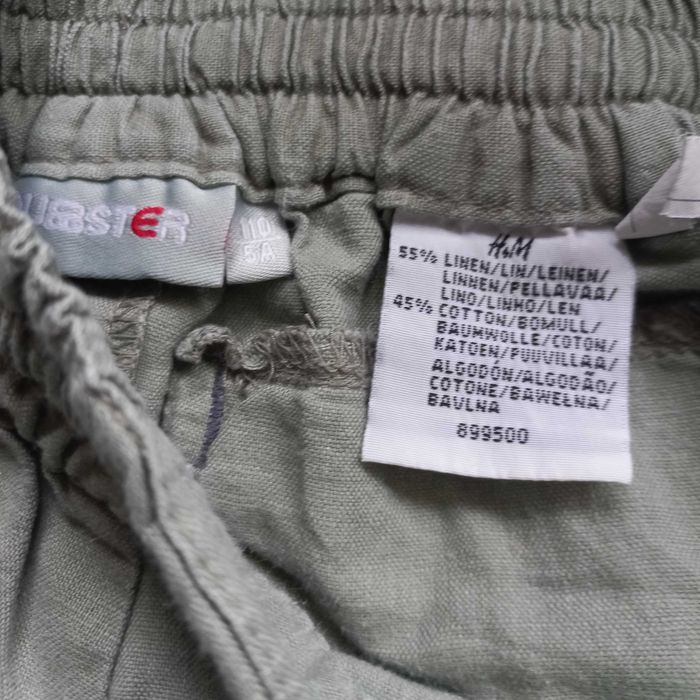 110
5A
H&M
55% LINEN/LIN/LEINEN/
LINNEN/PELLAVAA/
LINO/LINHO/LEN
45% COTTON/BOMULL/
BAUMWOLLE/COTON/
KATOEN/PUUVILLAA/
ALGODÓN/ALGODÃO/
COTONE/BAWEŁNA/
BAVLNA
899500